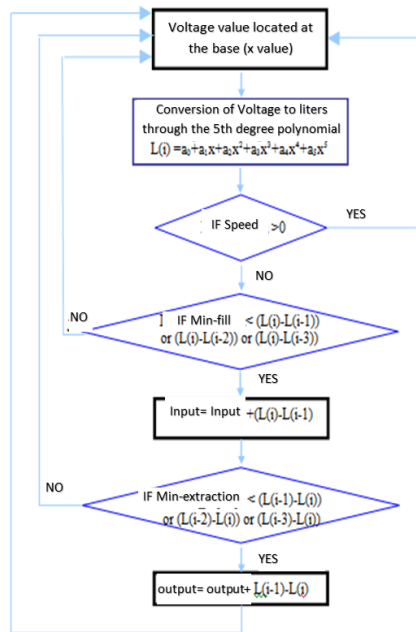 Voltage value located at
the base (x value)
Conversion of Voltage to liters
through the 5th degree polynomial
L(i) =a₀+a₁x+a₂x²+a₃x³+a₄x⁴+a₅x⁵
IF Speed >0
YES
NO
IF Min-fill < (L(i)-L(i-1))
or (L(i)-L(i-2)) or (L(i)-L(i-3))
NO
YES
Input= Input +(L(i)-L(i-1)
IF Min-extraction < (L(i-1)-L(i))
or (L(i-2)-L(i)) or (L(i-3)-L(i))
NO
YES
output= output+ L(i-1)-L(i)